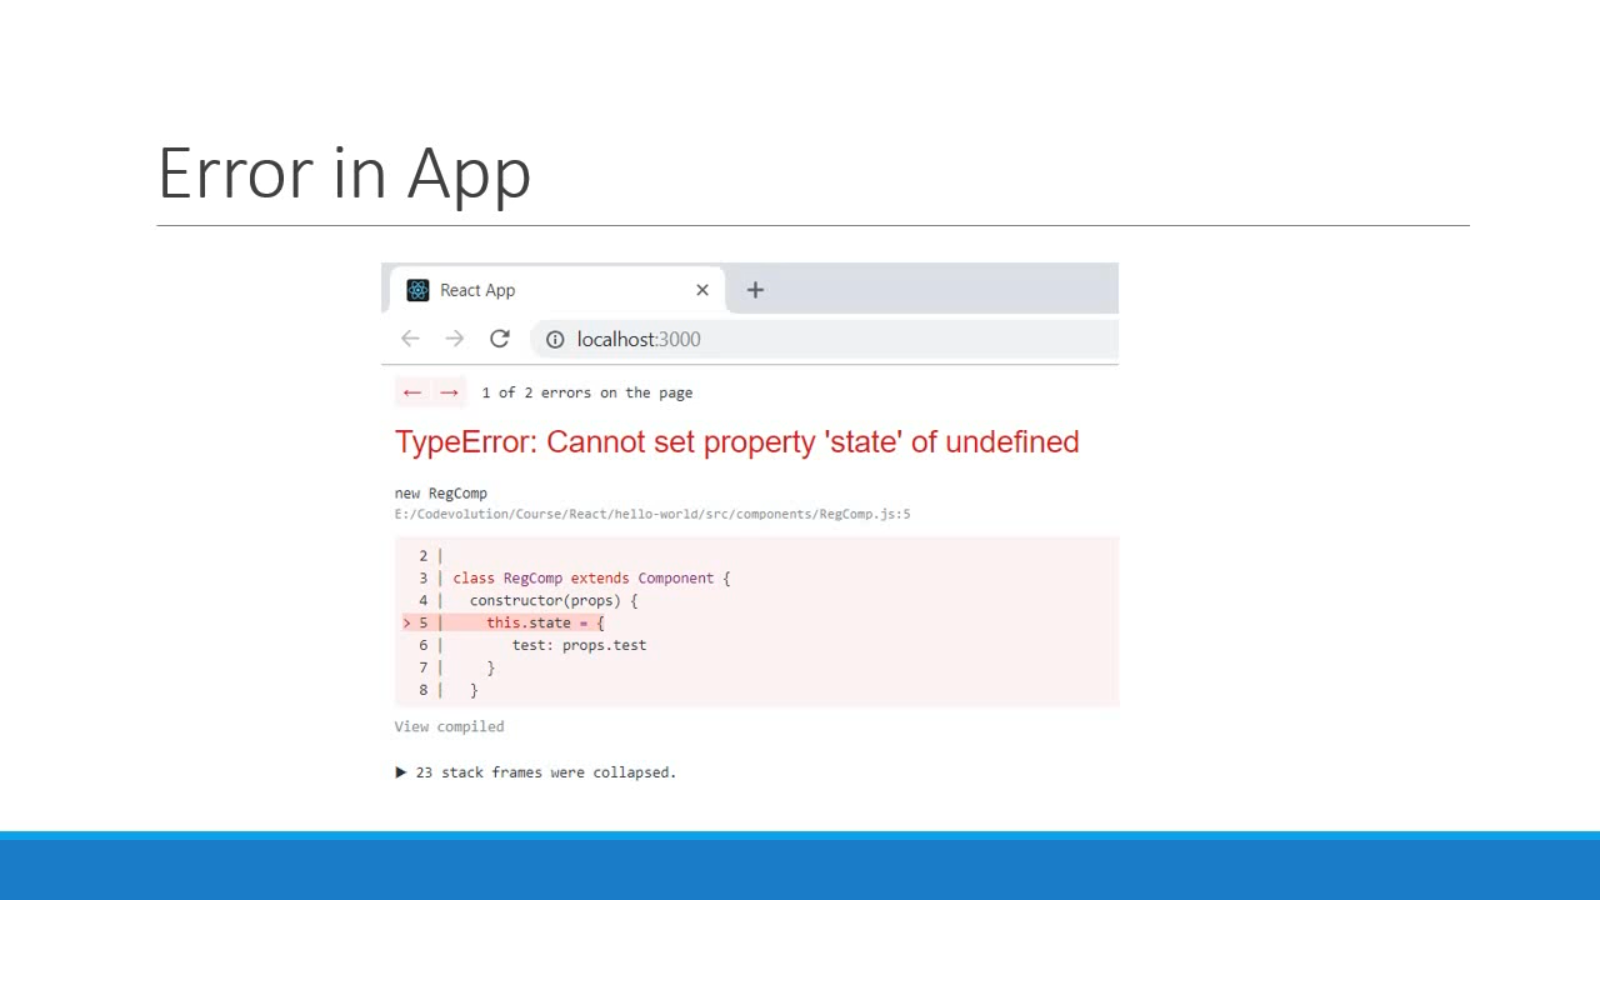 Error in App
React App
localhost:3000
← → 1 of 2 errors on the page
TypeError: Cannot set property 'state' of undefined
new RegComp
E:/Codevolution/Course/React/hello-world/src/components/RegComp.js:5
2 |
3 | class RegComp extends Component {
4 | constructor(props) {
> 5 | this.state = {
6 | test: props.test
7 | }
8 | }
View compiled
▶ 23 stack frames were collapsed.